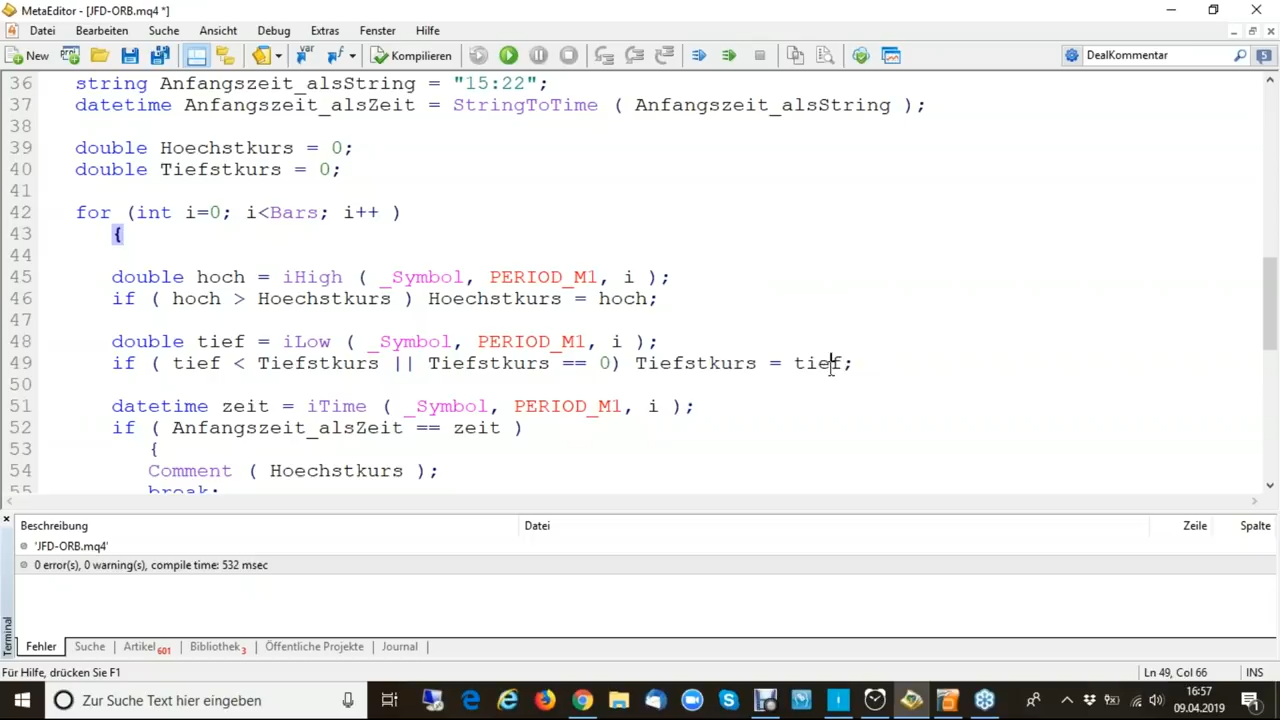 MetaEditor - [JFD-ORB.mq4 *]
Datei Bearbeiten Suche Ansicht Debug Extras Fenster Hilfe
New var Kompilieren DealKommentar 5
36 string Anfangszeit_alsString = "15:22";
37 datetime Anfangszeit_alsZeit = StringToTime ( Anfangszeit_alsString );
38
39 double Hoechstkurs = 0;
40 double Tiefstkurs = 0;
41
42 for (int i=0; i<Bars; i++ )
43 {
44
45 double hoch = iHigh ( _Symbol, PERIOD_M1, i );
46 if ( hoch > Hoechstkurs ) Hoechstkurs = hoch;
47
48 double tief = iLow ( _Symbol, PERIOD_M1, i );
49 if ( tief < Tiefstkurs || Tiefstkurs == 0) Tiefstkurs = tief;
50
51 datetime zeit = iTime ( _Symbol, PERIOD_M1, i );
52 if ( Anfangszeit_alsZeit == zeit )
53 {
54 Comment ( Hoechstkurs );
55 break;
Beschreibung Datei Zeile Spalte
'JFD-ORB.mq4'
0 error(s), 0 warning(s), compile time: 532 msec
Terminal
Fehler Suche Artikel 601 Bibliothek 3 Öffentliche Projekte Journal
Für Hilfe, drücken Sie F1 Ln 49, Col 66 INS
Zur Suche Text hier eingeben 16:57
09.04.2019